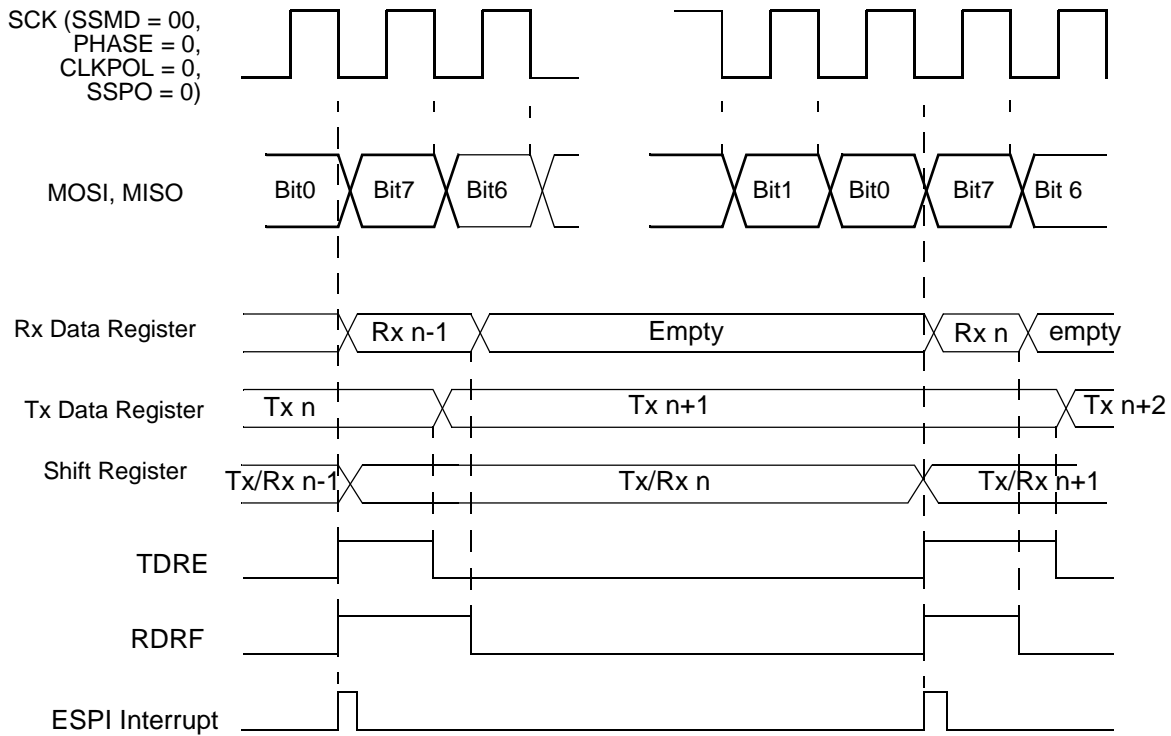 SCK (SSMD = 00,
PHASE = 0,
CLKPOL = 0,
SSPO = 0)
MOSI, MISO
Bit0 Bit7 Bit6 Bit1 Bit0 Bit7 Bit 6
Rx Data Register Rx n-1 Empty Rx n empty
Tx Data Register Tx n Tx n+1 Tx n+2
Shift Register Tx/Rx n-1 Tx/Rx n Tx/Rx n+1
TDRE
RDRF
ESPI Interrupt